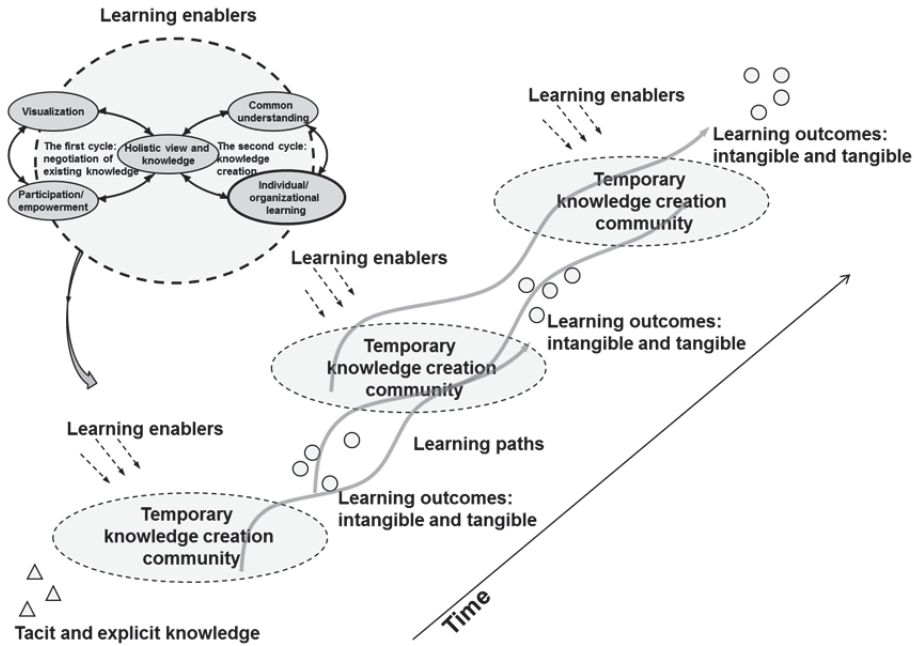 Learning enablers
Visualization
Common
understanding
The first cycle:
negotiation of
existing knowledge
Holistic view and
knowledge
The second cycle:
knowledge
creation
Participation/
empowerment
Individual/
organizational
learning
Learning enablers
Learning outcomes:
intangible and tangible
Temporary
knowledge creation
community
Learning enablers
Learning outcomes:
intangible and tangible
Temporary
knowledge creation
community
Learning enablers
Learning paths
Learning outcomes:
intangible and tangible
Temporary
knowledge creation
community
Time
Tacit and explicit knowledge